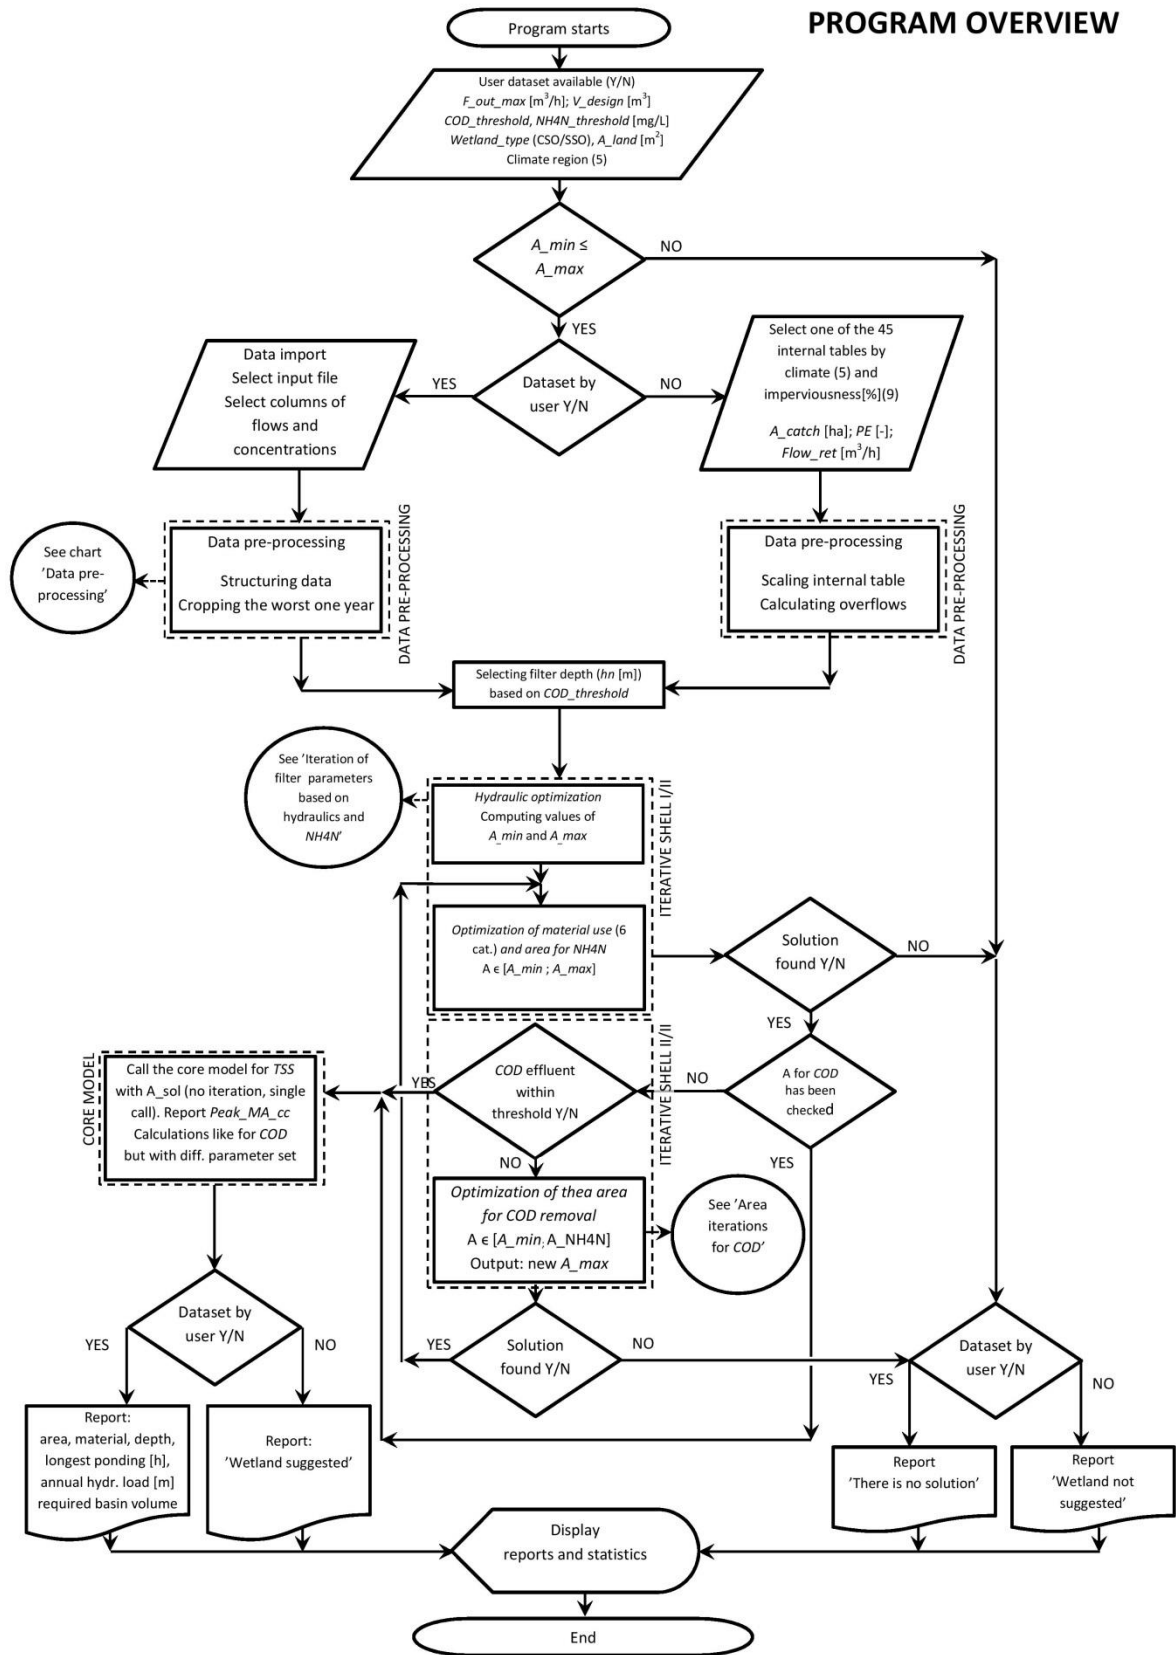 PROGRAM OVERVIEW
Program starts
User dataset available (Y/N)
F_out_max [m³/h]; V_design [m³]
COD_threshold, NH4N_threshold [mg/L]
Wetland_type (CSO/SSO), A_land [m²]
Climate region (5)
A_min ≤
A_max
NO
YES
Data import
Select input file
Select columns of
flows and
concentrations
YES
Dataset by
user Y/N
NO
Select one of the 45
internal tables by
climate (5) and
imperviousness[%](9)
A_catch [ha]; PE [-];
Flow_ret [m³/h]
See chart
'Data pre-
processing'
Data pre-processing
Structuring data
Cropping the worst one year
DATA PRE-PROCESSING
Data pre-processing
Scaling internal table
Calculating overflows
DATA PRE-PROCESSING
Selecting filter depth (hn [m])
based on COD_threshold
See 'Iteration of
filter parameters
based on
hydraulics and
NH4N'
Hydraulic optimization
Computing values of
A_min and A_max
ITERATIVE SHELL I/II
Optimization of material use (6
cat.) and area for NH4N
A ϵ [A_min ; A_max]
Solution
found Y/N
NO
YES
CORE MODEL
Call the core model for TSS
with A_sol (no iteration, single
call). Report Peak_MA_cc
Calculations like for COD
but with diff. parameter set
YES
COD effluent
within
threshold Y/N
NO
A for COD
has been
checked
ITERATIVE SHELL II/II
NO
YES
Optimization of thea area
for COD removal
A ϵ [A_min; A_NH4N]
Output: new A_max
See 'Area
iterations
for COD'
Dataset by
user Y/N
YES
NO
YES
Solution
found Y/N
NO
Dataset by
user Y/N
YES
NO
Report:
area, material, depth,
longest ponding [h],
annual hydr. load [m]
required basin volume
Report:
'Wetland suggested'
Report
'There is no solution'
Report
'Wetland not
suggested'
Display
reports and statistics
End